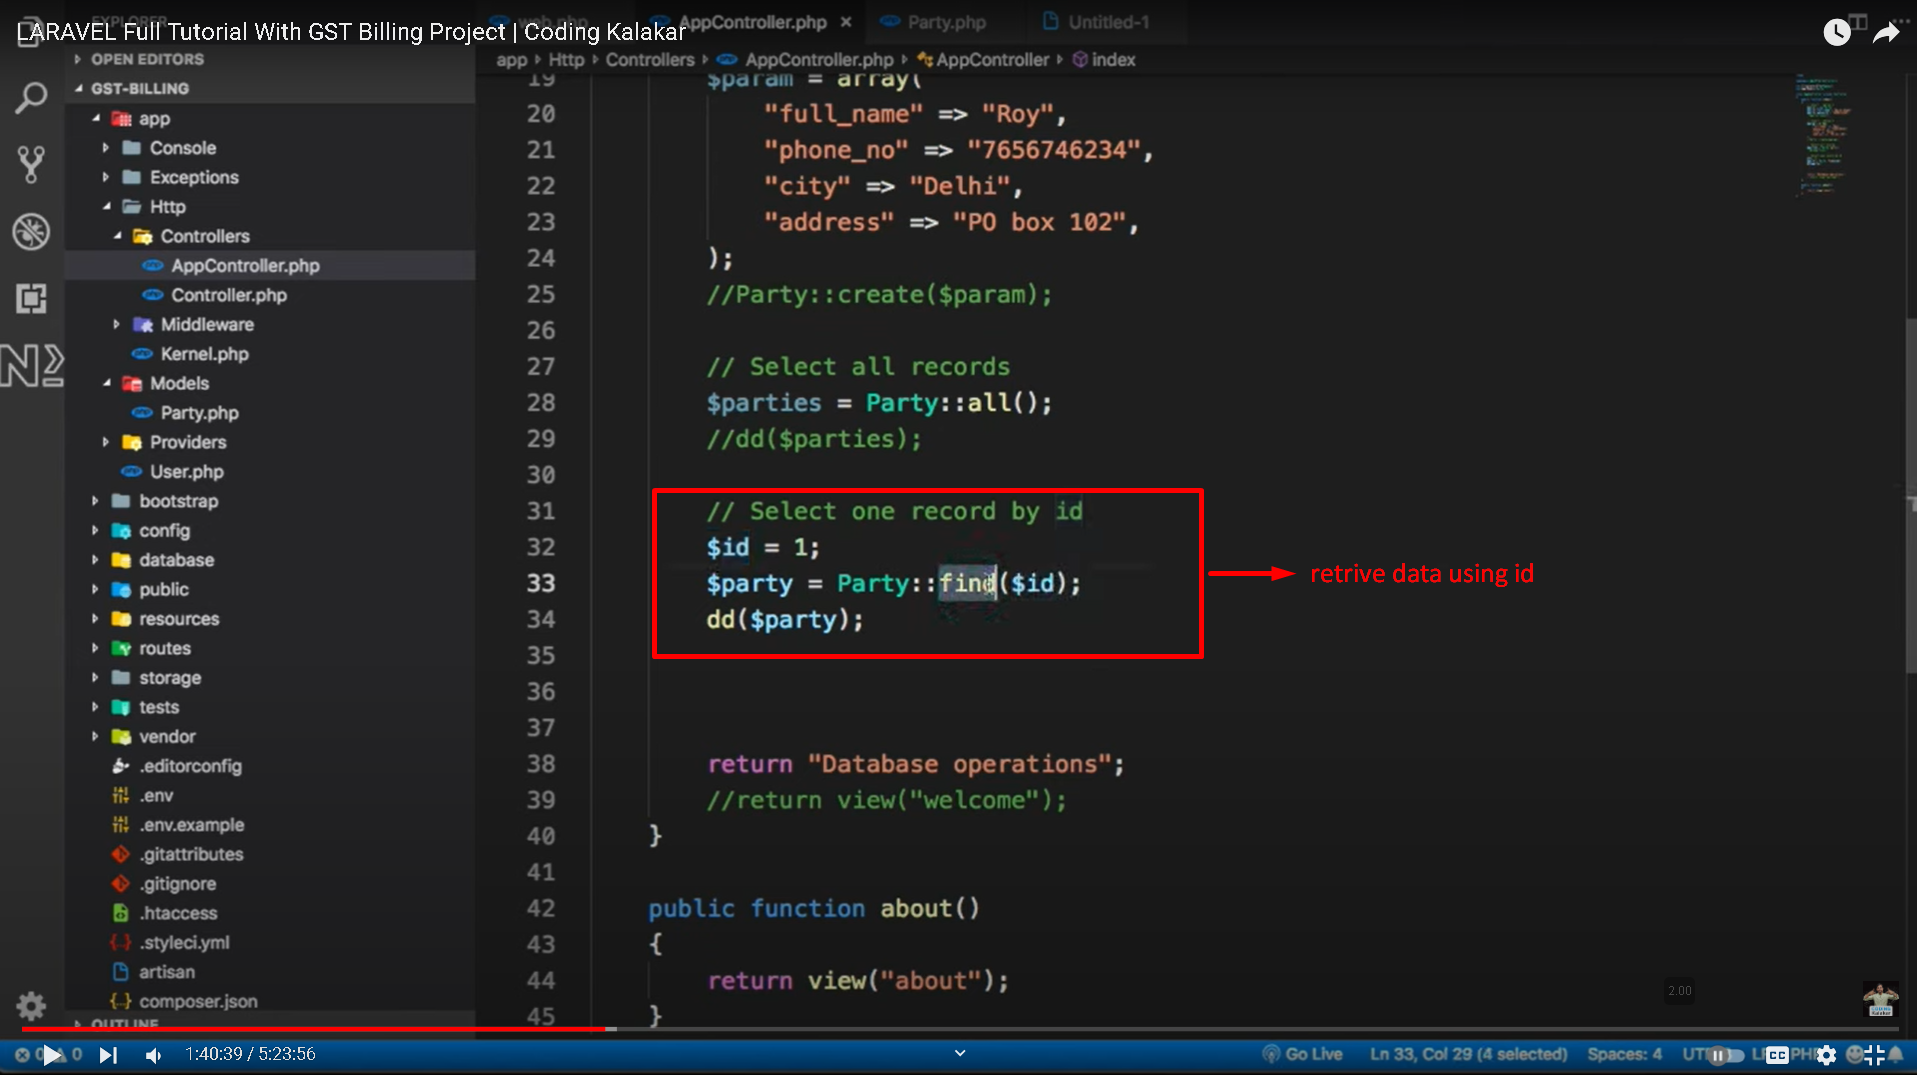 LARAVEL Full Tutorial With GST Billing Project | Coding Kalakar
AppController.php ×
Party.php
Untitled-1
OPEN EDITORS
app Http Controllers AppController.php AppController index
GST-BILLING
app
Console
Exceptions
Http
Controllers
AppController.php
Controller.php
Middleware
Kernel.php
Models
Party.php
Providers
User.php
bootstrap
config
database
public
resources
routes
storage
tests
vendor
.editorconfig
.env
.env.example
.gitattributes
.gitignore
.htaccess
.styleci.yml
artisan
composer.json
OUTLINE
19 $param = array(
20 "full_name" => "Roy",
21 "phone_no" => "7656746234",
22 "city" => "Delhi",
23 "address" => "PO box 102",
24 );
25 //Party::create($param);
26
27 // Select all records
28 $parties = Party::all();
29 //dd($parties);
30
31 // Select one record by id
32 $id = 1;
33 $party = Party::find($id);
34 dd($party);
35
36
37
38 return "Database operations";
39 //return view("welcome");
40 }
41
42 public function about()
43 {
44 return view("about");
45 }
retrive data using id
2.00
1:40:39 / 5:23:56
Go Live
Ln 33, Col 29 (4 selected)
Spaces: 4
CC